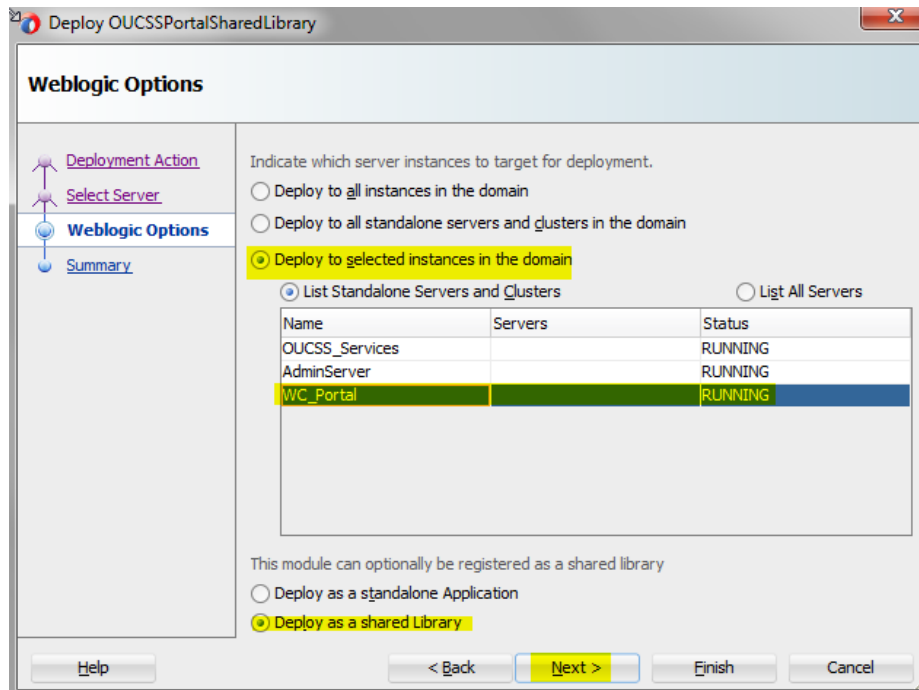 Deploy OUCSSPortalSharedLibrary
Weblogic Options
Deployment Action
Select Server
Weblogic Options
Summary
Indicate which server instances to target for deployment.
Deploy to all instances in the domain
Deploy to all standalone servers and clusters in the domain
Deploy to selected instances in the domain
List Standalone Servers and Clusters List All Servers
Name Servers Status
OUCSS_Services RUNNING
AdminServer RUNNING
WC_Portal RUNNING
This module can optionally be registered as a shared library
Deploy as a standalone Application
Deploy as a shared Library
Help < Back Next > Finish Cancel